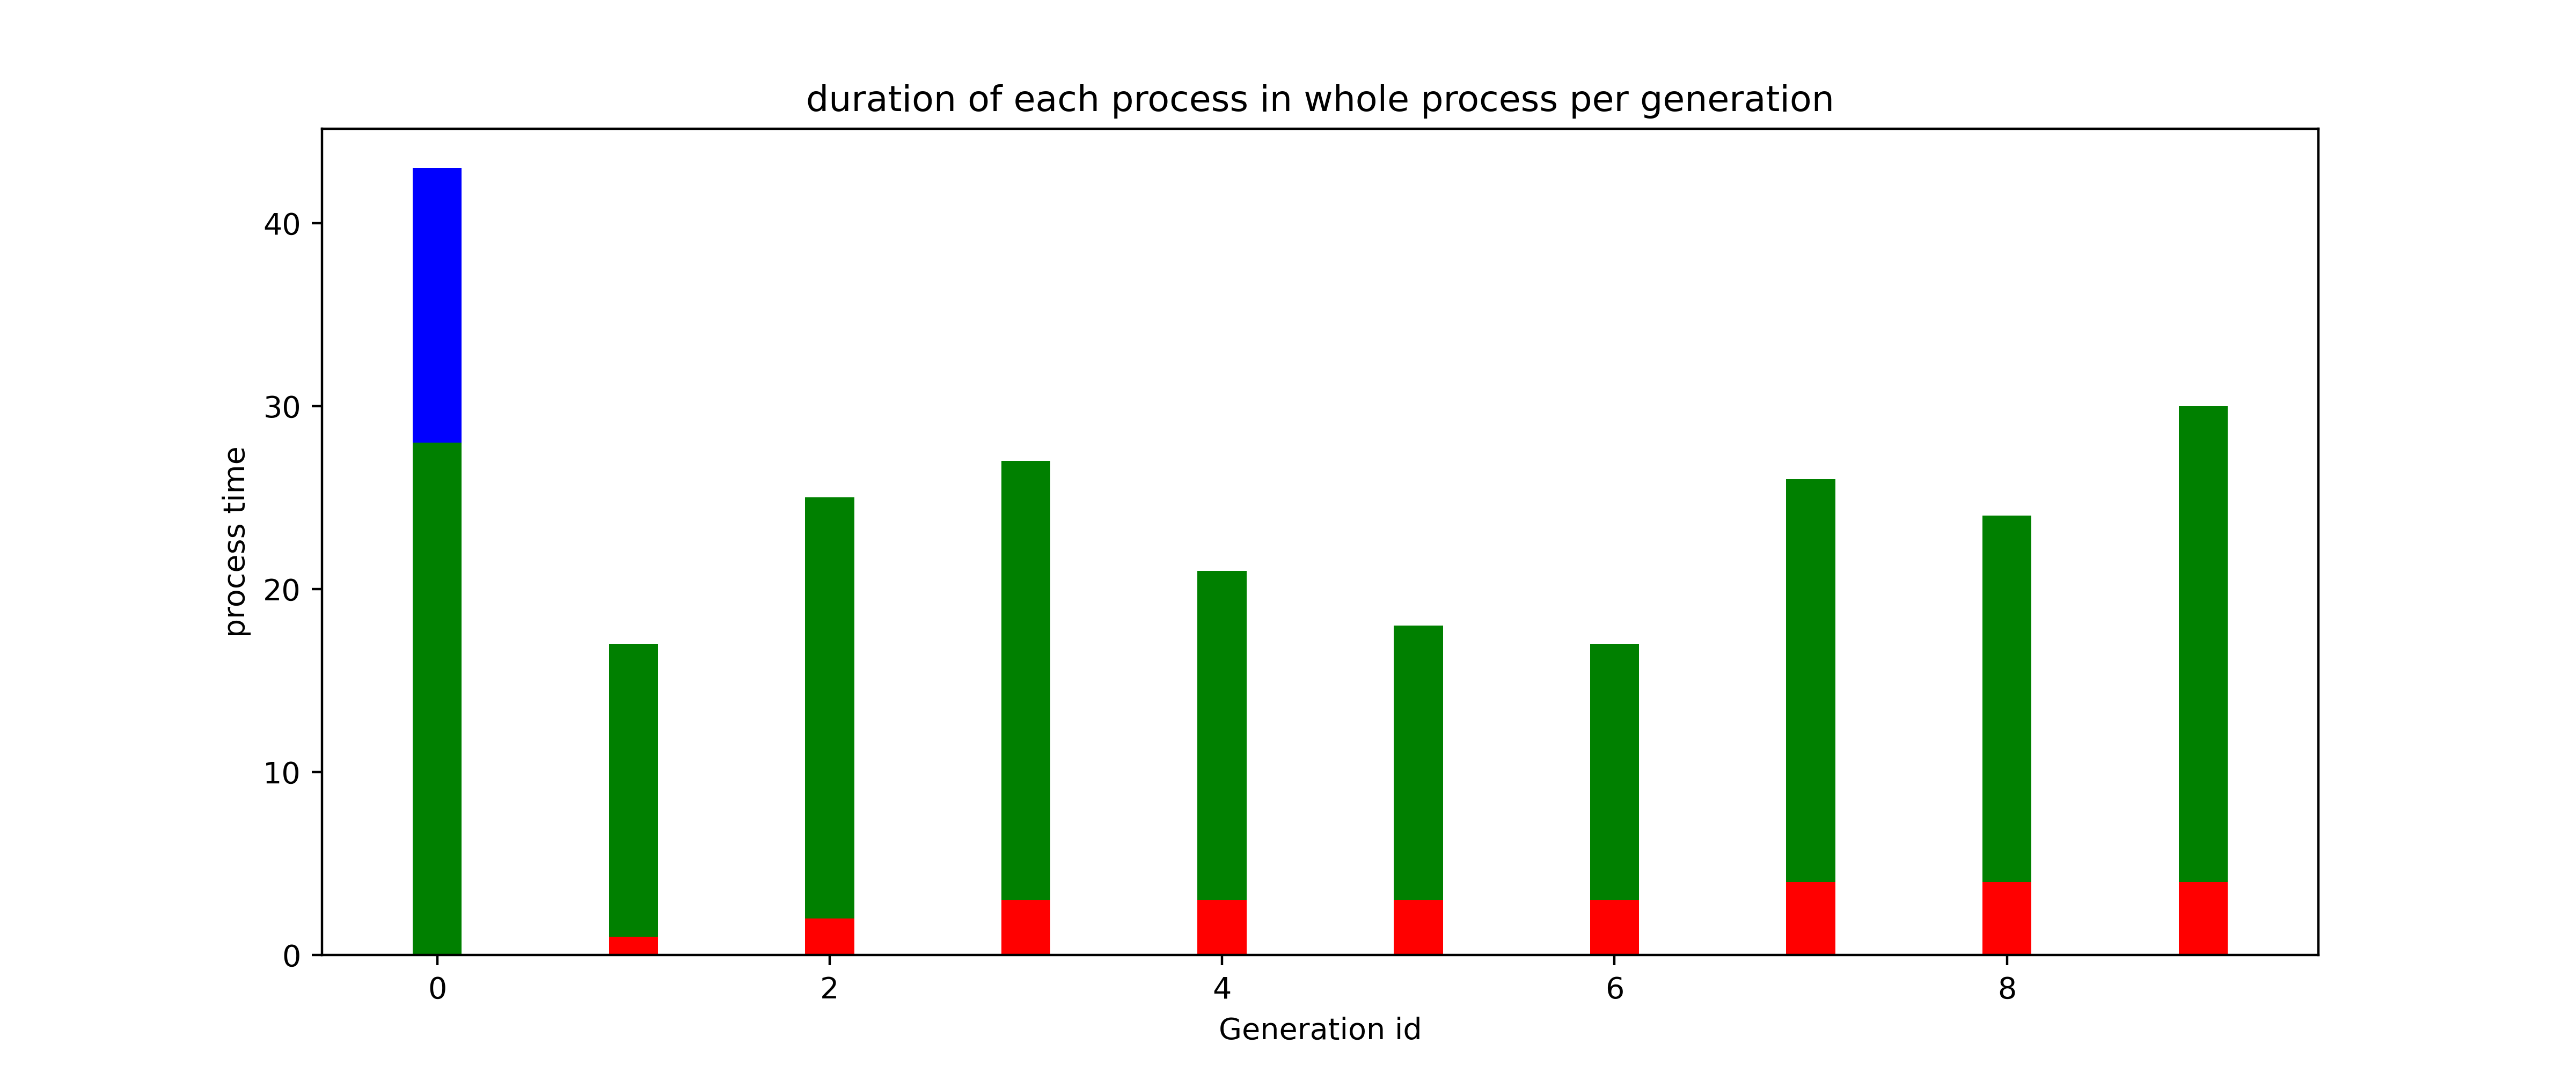 duration of each process in whole process per generation
40
30
20
10
0
process time
0 2 4 6 8
Generation id